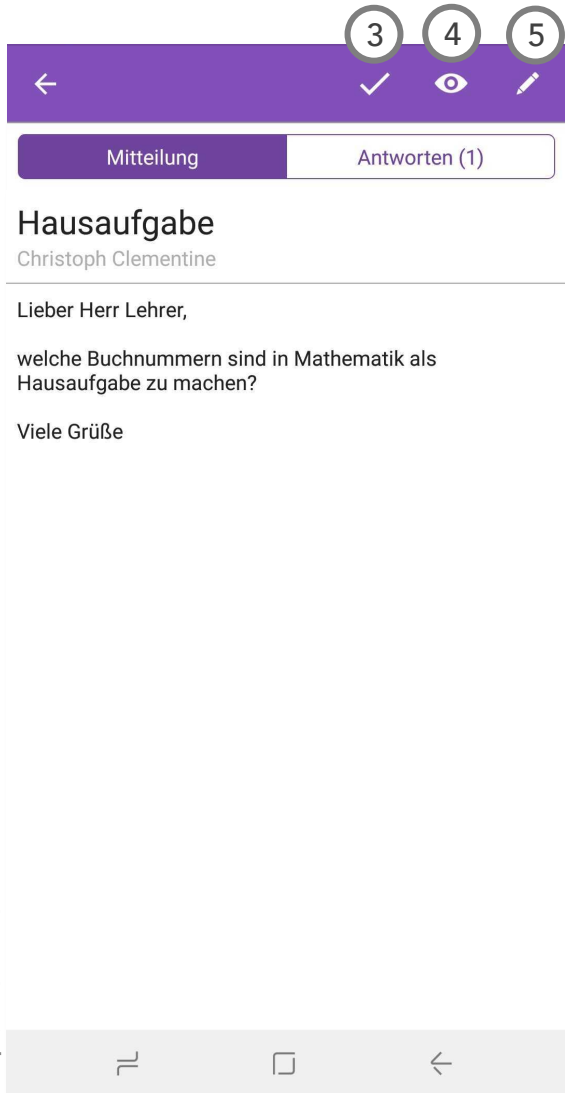 3 4 5
Mitteilung Antworten (1)
Hausaufgabe
Christoph Clementine
Lieber Herr Lehrer,
welche Buchnummern sind in Mathematik als
Hausaufgabe zu machen?
Viele Grüße